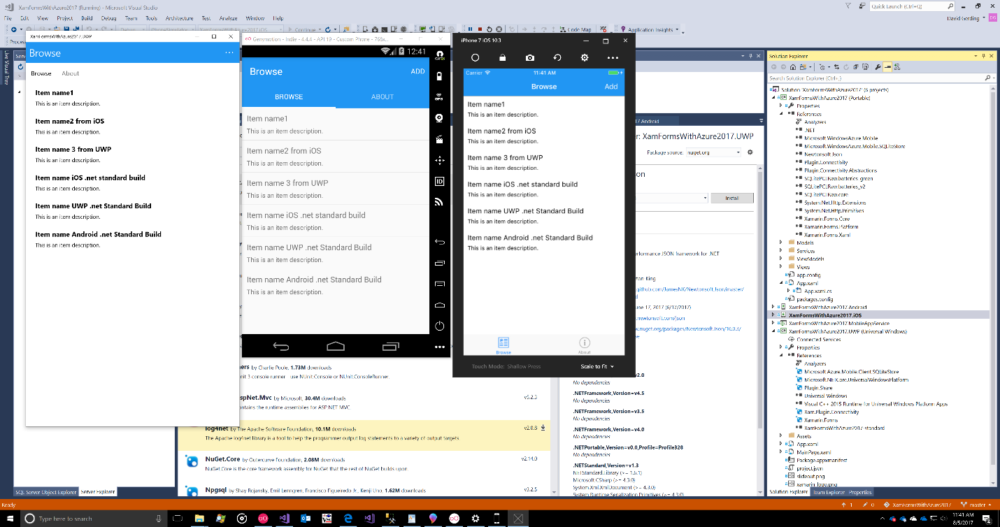 XamFormsWithAzure2017 (Running) - Microsoft Visual Studio
Quick Launch (Ctrl+Q)
File Edit View Project Build Debug Team Tools Architecture Test Analyze Window Help
David Gerding
DG
Debug iPhoneSimulator XamFormsWithAzure2017.iOS Continue
Code Map Application Insights
Live Visual Tree
XamFormsWithAzure2017.UWP
Browse
Browse About
Item name1
This is an item description.
Item name2 from iOS
This is an item description.
Item name 3 from UWP
This is an item description.
Item name iOS .net standard build
This is an item description.
Item name UWP .net Standard Build
This is an item description.
Item name Android .net Standard Build
This is an item description.
Genymotion - indie - 4.4.4 - API 19 - Custom Phone - 768x
12:41
Browse ADD
BROWSE ABOUT
Item name1
This is an item description.
Item name2 from iOS
This is an item description.
Item name 3 from UWP
This is an item description.
Item name iOS .net standard build
This is an item description.
Item name UWP .net Standard Build
This is an item description.
Item name Android .net Standard Build
This is an item description.
GPS
ID
iPhone 7 iOS 10.3
Carrier 11:41 AM
Browse Add
Item name1
This is an item description.
Item name2 from iOS
This is an item description.
Item name 3 from UWP
This is an item description.
Item name iOS .net standard build
This is an item description.
Item name UWP .net Standard Build
This is an item description.
Item name Android .net Standard Build
This is an item description.
Browse About
Touch Mode: Shallow Press Scale to fit
17.Android
r: XamFormsWithAzure2017.UWP
Package source: nuget.org
on
Install
erformance JSON framework for .NET
ton-King
.github.com/JamesNK/Newtonsoft.Json/master/
d
une 17, 2017 (6/17/2017)
.newtonsoft.com/json
w.nuget.org/packages/Newtonsoft.Json/10.0.3/
se
v2.0
No dependencies
.NETFramework,Version=v4.5
No dependencies
.NETFramework,Version=v3.5
No dependencies
.NETFramework,Version=v4.0
No dependencies
.NETPortable,Version=v0.0,Profile=Profile328
No dependencies
.NETStandard,Version=v1.3
NETStandard.Library (>= 1.6.1)
Microsoft.CSharp (>= 4.3.0)
System.Xml.XmlDocument (>= 4.3.0)
System.Runtime.Serialization.Primitives (>= 4.3.0)
ers by Charlie Poole, 1.73M downloads
nit 3 console runner use NUnit.Console or NUnit.ConsoleRunner.
spNet.Mvc by Microsoft, 30.4M downloads v5.2.3
ontains the runtime assemblies for ASP.NET MVC.
log4net by The Apache Software Foundation, 10.1M downloads v2.0.8
The Apache log4net library is a tool to help the programmer output log statements to a variety of output targets.
NuGet.Core by Outercurve Foundation, 2.08M downloads v2.14.0
NuGet.Core is the core framework assembly for NuGet that the rest of NuGet builds upon.
Npgsql by Shay Rojansky, Emil Lenngren, Francisco Figueiredo Jr., Kenji Uno, 1.62M downloads v3.2.5
Solution Explorer
Search Solution Explorer (Ctrl+;)
Solution 'XamFormsWithAzure2017' (6 projects)
XamFormsWithAzure2017 (Portable)
Properties
References
Analyzers
.NET
Microsoft.WindowsAzure.Mobile
Microsoft.WindowsAzure.Mobile.SQLiteStore
Newtonsoft.Json
Plugin.Connectivity
Plugin.Connectivity.Abstractions
SQLitePCLRaw.batteries_green
SQLitePCLRaw.batteries_v2
SQLitePCLRaw.core
System.Net.Http.Extensions
System.Net.Http.Primitives
Xamarin.Forms.Core
Xamarin.Forms.Platform
Xamarin.Forms.Xaml
Models
Services
ViewModels
Views
app.config
App.xaml
App.xaml.cs
packages.config
XamFormsWithAzure2017.Android
XamFormsWithAzure2017.iOS
XamFormsWithAzure2017.MobileAppService
XamFormsWithAzure2017.UWP (Universal Windows)
Connected Services
Properties
References
Analyzers
Microsoft.Azure.Mobile.Client.SQLiteStore
Microsoft.NETCore.UniversalWindowsPlatform
Plugin.Share
Universal Windows
Visual C++ 2015 Runtime for Universal Windows Platform Apps
Xam.Plugin.Connectivity
Xamarin.Forms
XamFormsWithAzure2017-standard
Assets
App.xaml
MainPage.xaml
Package.appxmanifest
project.json
slideout.png
xamarin_logo.png
SQL Server Object Explorer Server Explorer
Solution Explorer Team Explorer Properties
Ready
1 0 XamFormsWithAzure2017 master
Type here to search
11:41 AM
8/5/2017